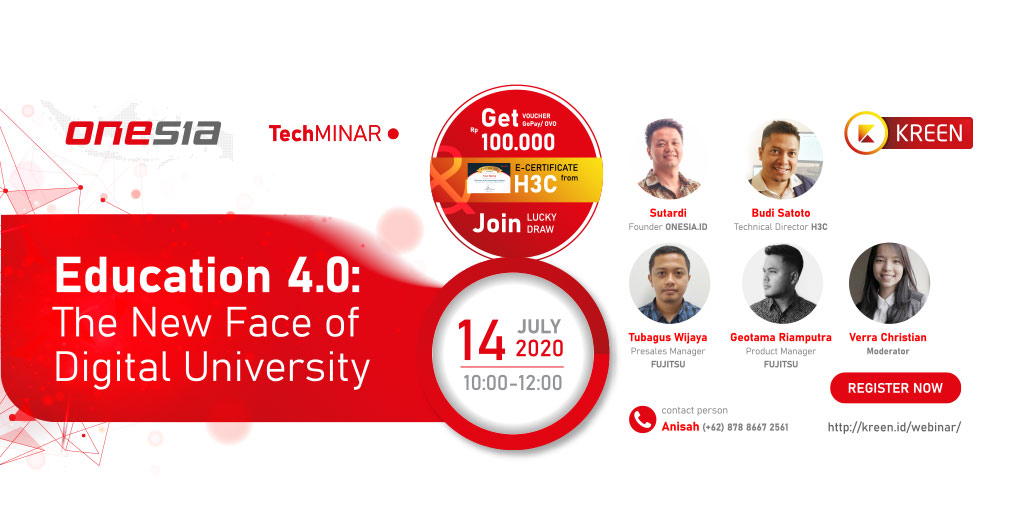 onesia
TechMINAR
Get VOUCHER GoPay/ OVO
Rp 100.000
&
E-CERTIFICATE
from H3C
Join LUCKY DRAW
KREEN
Education 4.0:
The New Face of
Digital University
14 JULY 2020
10:00-12:00
Sutardi
Founder ONESIA.ID
Budi Satoto
Technical Director H3C
Tubagus Wijaya
Presales Manager
FUJITSU
Geotama Riamputra
Product Manager
FUJITSU
Verra Christian
Moderator
REGISTER NOW
contact person
Anisah (+62) 878 8667 2561
http://kreen.id/webinar/